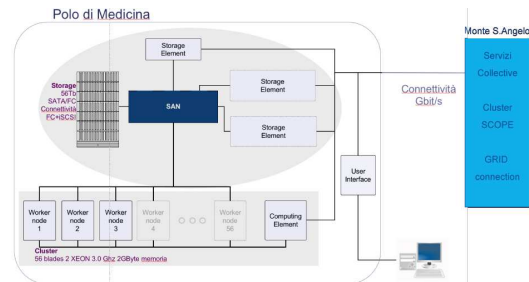 Polo di Medicina
Monte S.Angelo
Storage
Element
Servizi
Collective
Storage
56Tb
SATA/FC
Connettività
FC+iSCSI
SAN
Storage
Element
Connettività
Gbit/s
Cluster
SCOPE
Storage
Element
GRID
connection
User
Interface
Worker
node
1
Worker
node
2
Worker
node
3
Worker
node
4
Worker
node
56
Computing
Element
Cluster
56 blades 2 XEON 3.0 Ghz 2GByte memoria